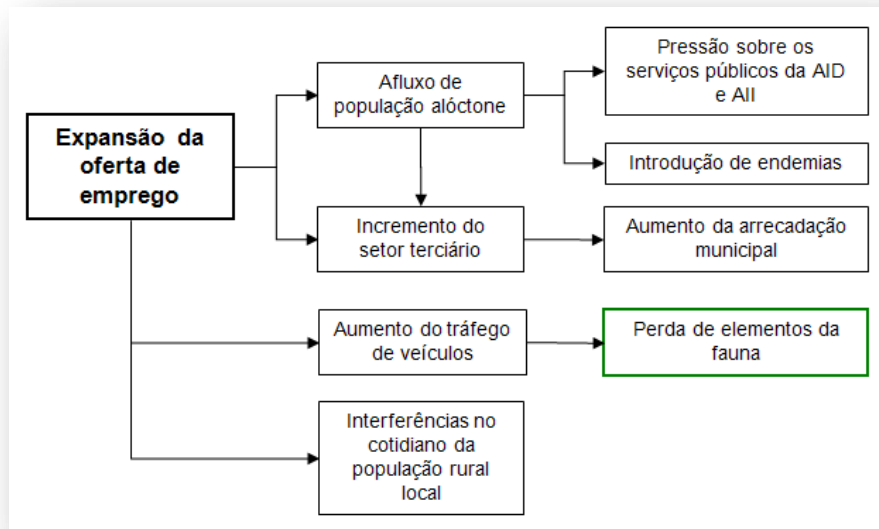 Expansão da
oferta de
emprego
Afluxo de
população alóctone
Pressão sobre os
serviços públicos da AID
e AII
Introdução de endemias
Incremento do
setor terciário
Aumento da arrecadação
municipal
Aumento do tráfego
de veículos
Perda de elementos da
fauna
Interferências no
cotidiano da
população rural
local